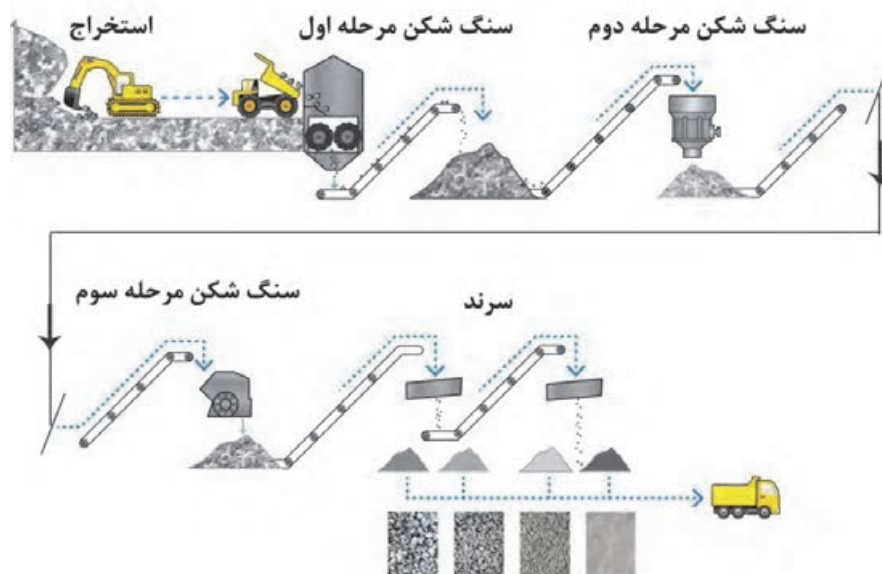 استخراج
سنگ شکن مرحله اول
سنگ شکن مرحله دوم
سنگ شکن مرحله سوم
سرند